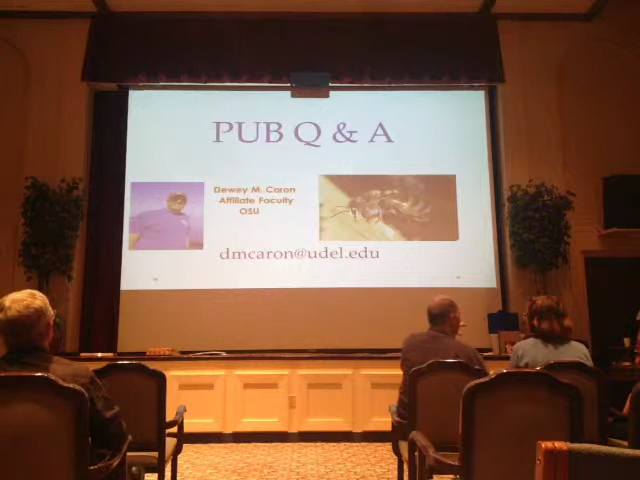 PUB Q & A
Dewey M. Caron
Affiliate Faculty
OSU
dmcaron@udel.edu